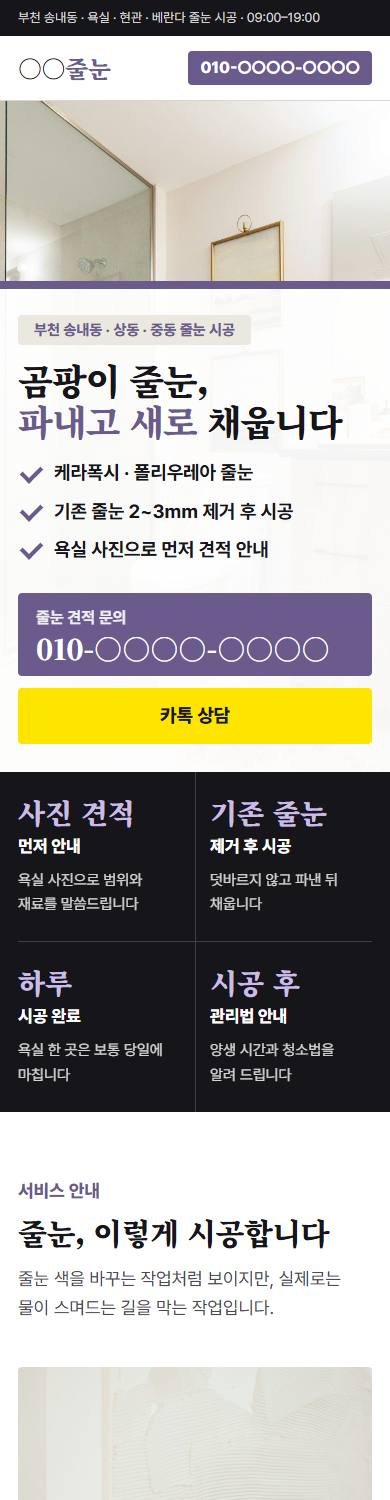 부천 송내동 · 욕실 · 현관 · 베란다 줄눈 시공 · 09:00–19:00
〇〇줄눈
010-〇〇〇〇-〇〇〇〇
부천 송내동 · 상동 · 중동 줄눈 시공
곰팡이 줄눈,
파내고 새로 채웁니다
케라폭시 · 폴리우레아 줄눈
기존 줄눈 2~3mm 제거 후 시공
욕실 사진으로 먼저 견적 안내
줄눈 견적 문의
010-〇〇〇〇-〇〇〇〇
카톡 상담
사진 견적
먼저 안내
욕실 사진으로 범위와
재료를 말씀드립니다
기존 줄눈
제거 후 시공
덧바르지 않고 파낸 뒤
채웁니다
하루
시공 완료
욕실 한 곳은 보통 당일에
마칩니다
시공 후
관리법 안내
양생 시간과 청소법을
알려 드립니다
서비스 안내
줄눈, 이렇게 시공합니다
줄눈 색을 바꾸는 작업처럼 보이지만, 실제로는
물이 스며드는 길을 막는 작업입니다.